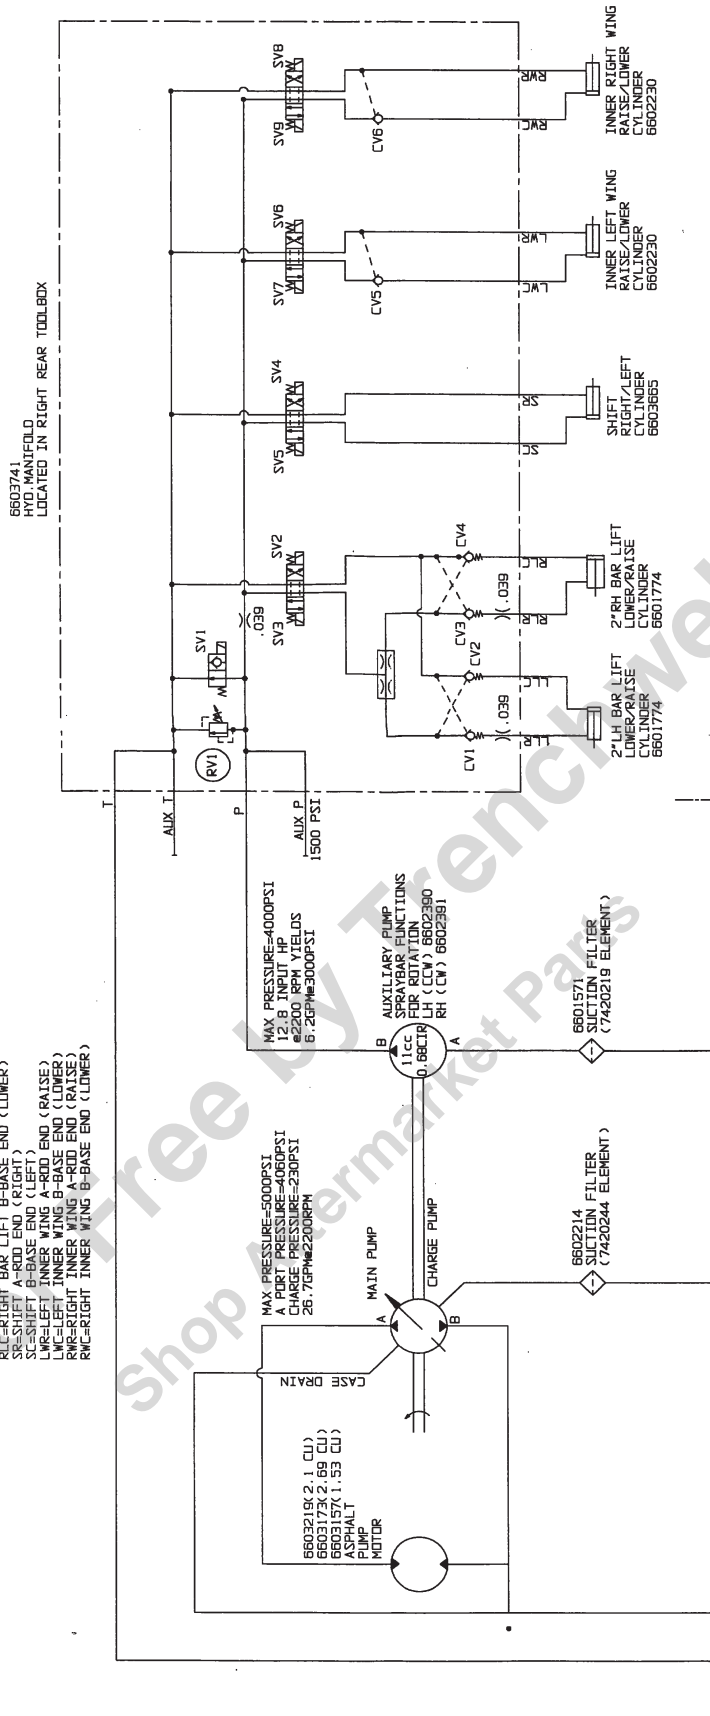 6603741
HYD.MANIFOLD
LOCATED IN RIGHT REAR TOOLBOX
SV8
SV9
CV6
RWR
RWC
INNER RIGHT WING
RAISE/LOWER
CYLINDER
6602230
SV6
SV7
CV5
LWR
LWC
INNER LEFT WING
RAISE/LOWER
CYLINDER
6602230
SV4
SV5
SR
SC
SHIFT
RIGHT/LEFT
CYLINDER
6603665
SV2
SV3
.039
SV1
RV1
CV4
CV3
.039
CV2
CV1
.039
RLC
RLR
LLC
LLR
2"RH BAR LIFT
LOWER/RAISE
CYLINDER
6601774
2"LH BAR LIFT
LOWER/RAISE
CYLINDER
6601774
T
AUX T
P
AUX P
1500 PSI
MAX PRESSURE=4000PSI
12.8 INPUT HP
@2200 RPM YIELDS
6.2GPM@3000PSI
AUXILIARY PUMP
SPRAYBAR FUNCTIONS
FOR ROTATION
LH (CCW) 6602390
RH (CW) 6602391
B
11cc
0.68CIR
A
6601571
SUCTION FILTER
(7420219 ELEMENT)
RLC=RIGHT BAR LIFT B-BASE END (LOWER)
SR=SHIFT A-ROD END (RIGHT)
SC=SHIFT B-BASE END (LEFT)
LWR=LEFT INNER WING A-ROD END (RAISE)
LWC=LEFT INNER WING B-BASE END (LOWER)
RWR=RIGHT INNER WING A-ROD END (RAISE)
RWC=RIGHT INNER WING B-BASE END (LOWER)
MAX PRESSURE=5000PSI
A PORT PRESSURE=4060PSI
CHARGE PRESSURE=230PSI
26.7GPM@2200RPM
MAIN PUMP
CHARGE PUMP
A
B
6602214
SUCTION FILTER
(7420244 ELEMENT)
CASE DRAIN
6603219(2.1 CU)
6603173(2.69 CU)
6603157(1.53 CU)
ASPHALT
PUMP
MOTOR
Free by Trenchwel
Shop Aftermarket Parts